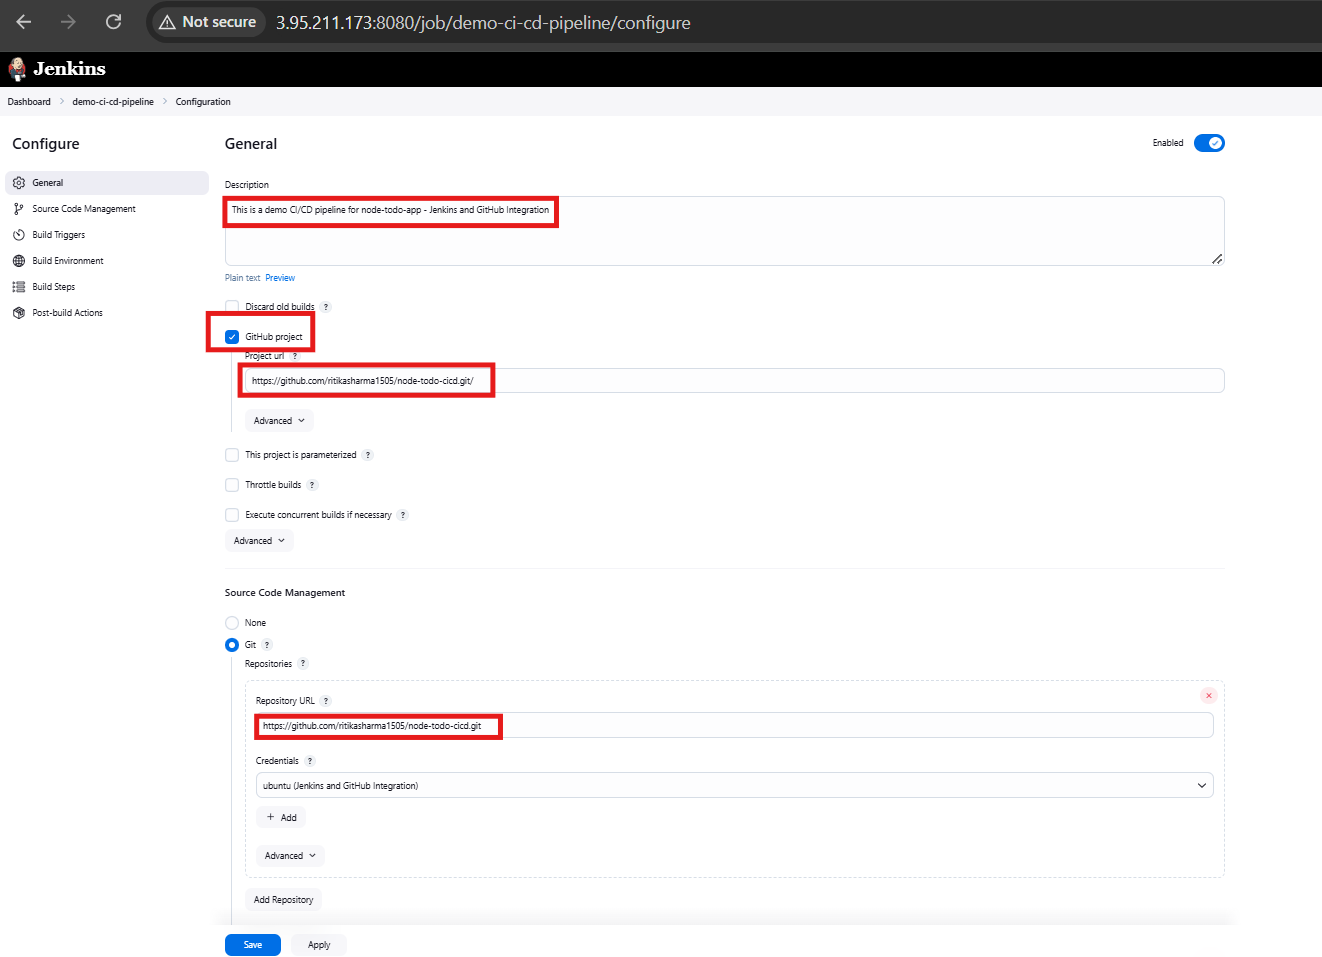 Not secure 3.95.211.173:8080/job/demo-ci-cd-pipeline/configure
Jenkins
Dashboard > demo-ci-cd-pipeline > Configuration
Configure
General
Source Code Management
Build Triggers
Build Environment
Build Steps
Post-build Actions
General
Enabled
Description
This is a demo CI/CD pipeline for node-todo-app - Jenkins and GitHub Integration
Plain text Preview
Discard old builds ?
GitHub project
Project url ?
https://github.com/ritikasharma1505/node-todo-cicd.git/
Advanced
This project is parameterized ?
Throttle builds ?
Execute concurrent builds if necessary ?
Advanced
Source Code Management
None
Git ?
Repositories ?
Repository URL ?
https://github.com/ritikasharma1505/node-todo-cicd.git
Credentials ?
ubuntu (Jenkins and GitHub Integration)
+ Add
Advanced
Add Repository
Save Apply